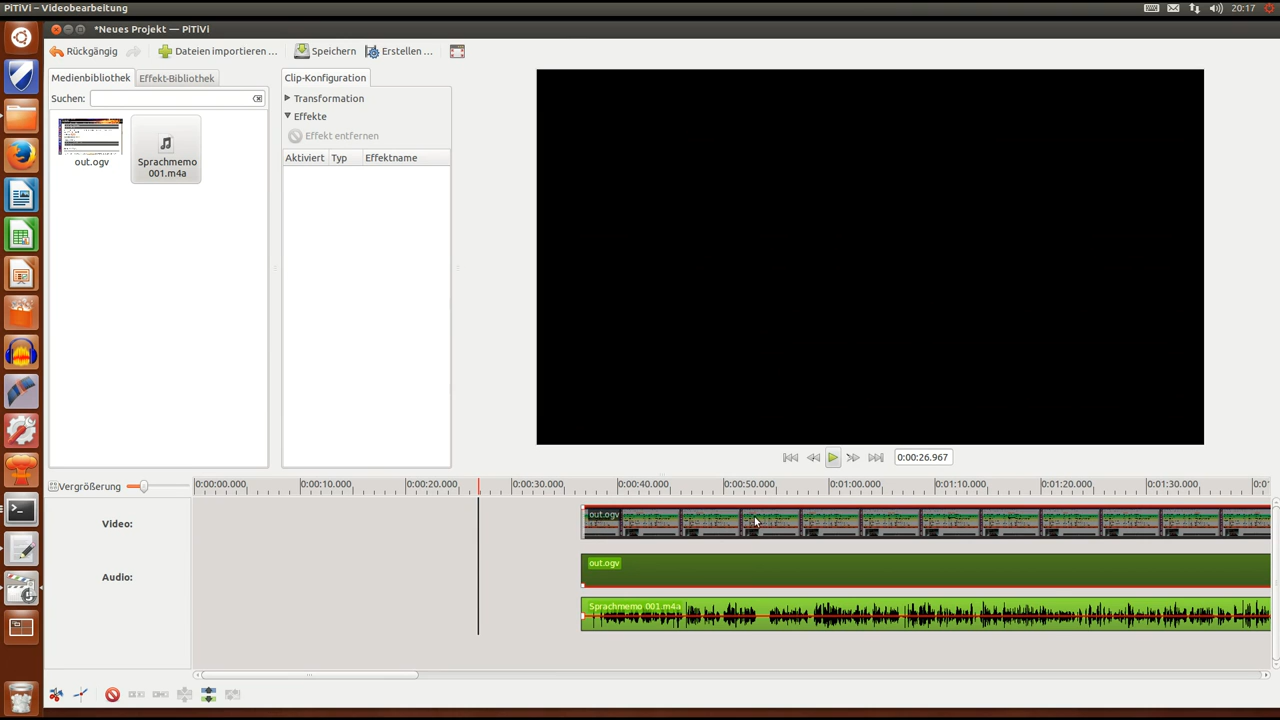 PiTiVi – Videobearbeitung
20:17
*Neues Projekt — PiTiVi
Rückgängig
Dateien importieren ...
Speichern
Erstellen ...
Medienbibliothek
Effekt-Bibliothek
Clip-Konfiguration
Suchen:
Transformation
Effekte
Effekt entfernen
Aktiviert
Typ
Effektname
out.ogv
Sprachmemo
001.m4a
0:00:26.967
Vergrößerung
0:00:00.000
0:00:10.000
0:00:20.000
0:00:30.000
0:00:40.000
0:00:50.000
0:01:00.000
0:01:10.000
0:01:20.000
0:01:30.000
0:01
Video:
out.ogv
Audio:
out.ogv
Sprachmemo 001.m4a